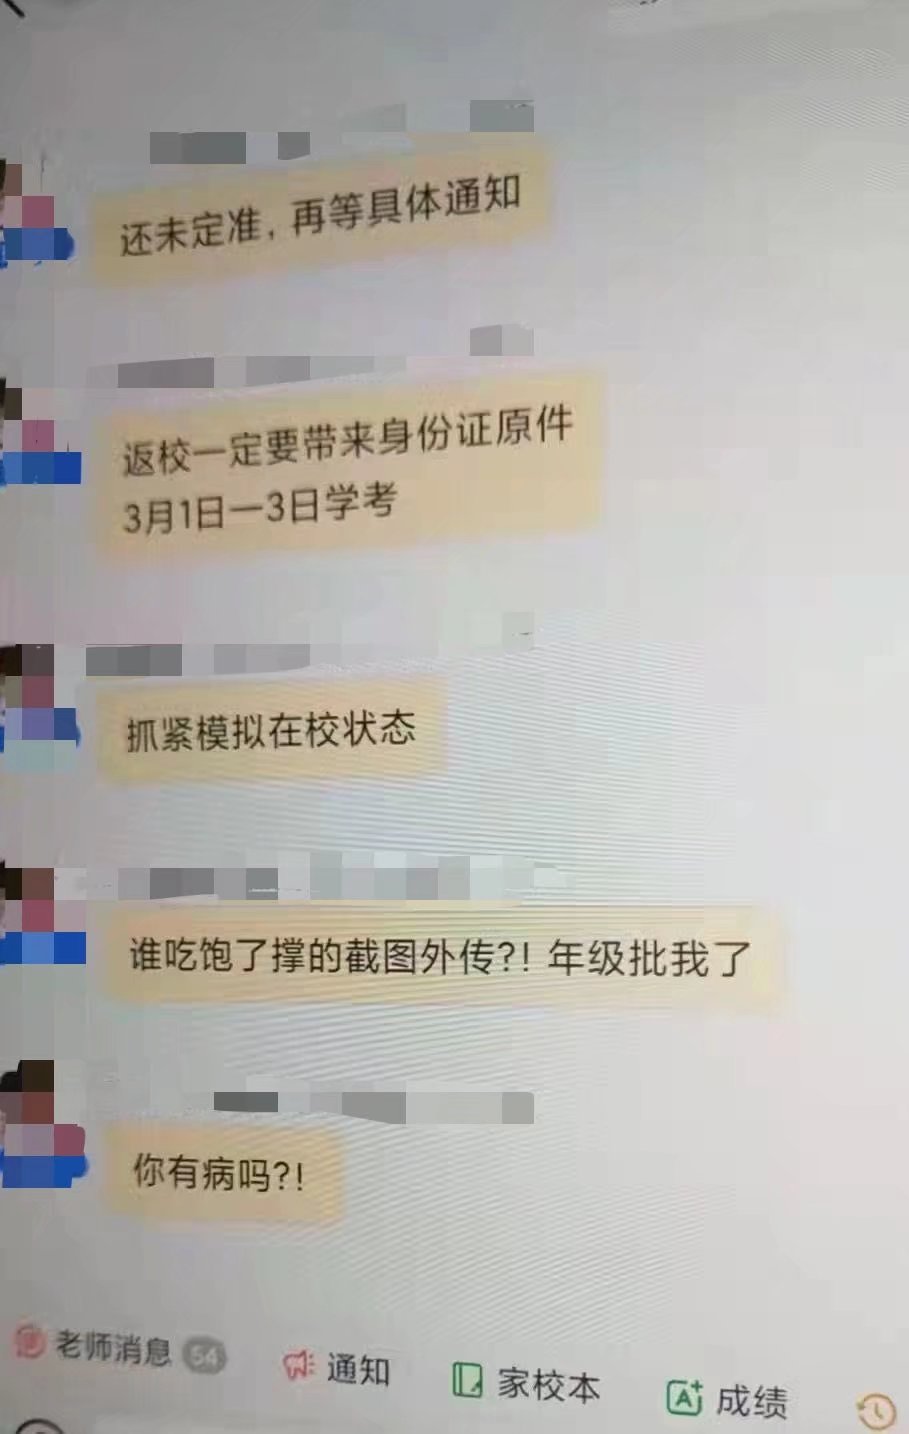 还未定准，再等具体通知
返校一定要带来身份证原件
3月1日一3日学考
抓紧模拟在校状态
谁吃饱了撑的截图外传?! 年级批我了
你有病吗?!
老师消息 54
通知
家校本
成绩